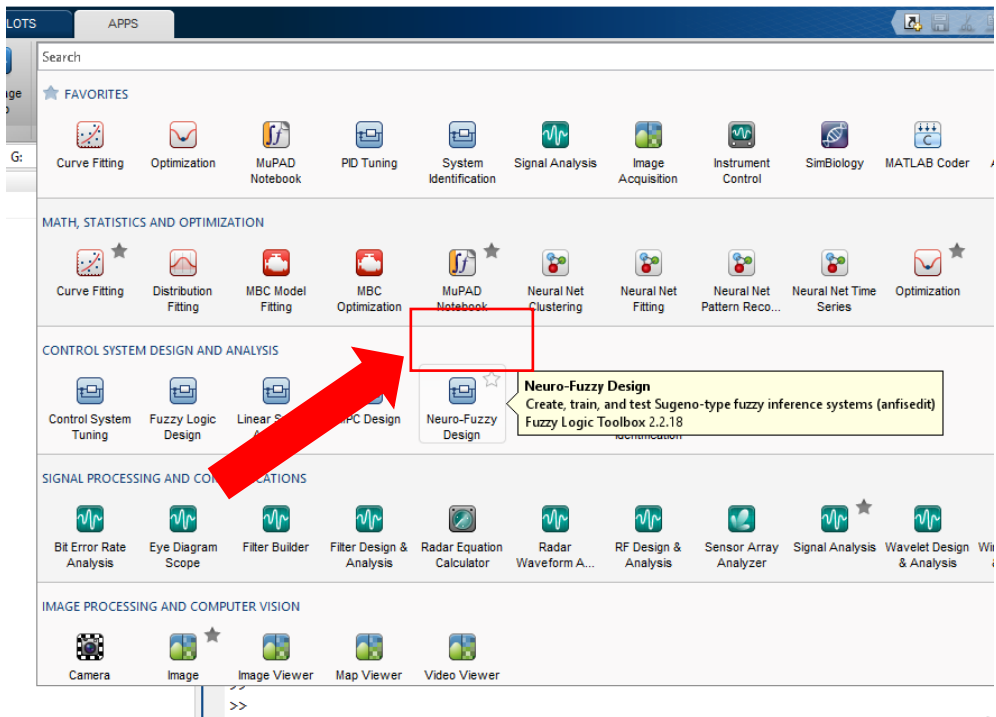 LOTS
APPS
Search
G:
FAVORITES
Curve Fitting
Optimization
MuPAD
Notebook
PID Tuning
System
Identification
Signal Analysis
Image
Acquisition
Instrument
Control
SimBiology
MATLAB Coder
MATH, STATISTICS AND OPTIMIZATION
Curve Fitting
Distribution
Fitting
MBC Model
Fitting
MBC
Optimization
MuPAD
Notebook
Neural Net
Clustering
Neural Net
Fitting
Neural Net
Pattern Reco...
Neural Net Time
Series
Optimization
CONTROL SYSTEM DESIGN AND ANALYSIS
Control System
Tuning
Fuzzy Logic
Design
Linear
Design
Neuro-Fuzzy
Design
Neuro-Fuzzy Design
Create, train, and test Sugeno-type fuzzy inference systems (anfisedit)
Fuzzy Logic Toolbox 2.2.18
SIGNAL PROCESSING AND
Bit Error Rate
Analysis
Eye Diagram
Scope
Filter Builder
Filter Design &
Analysis
Radar Equation
Calculator
Radar
Waveform A...
RF Design &
Analysis
Sensor Array
Analyzer
Signal Analysis
Wavelet Design
& Analysis
IMAGE PROCESSING AND COMPUTER VISION
Camera
Image
Image Viewer
Map Viewer
Video Viewer
>>